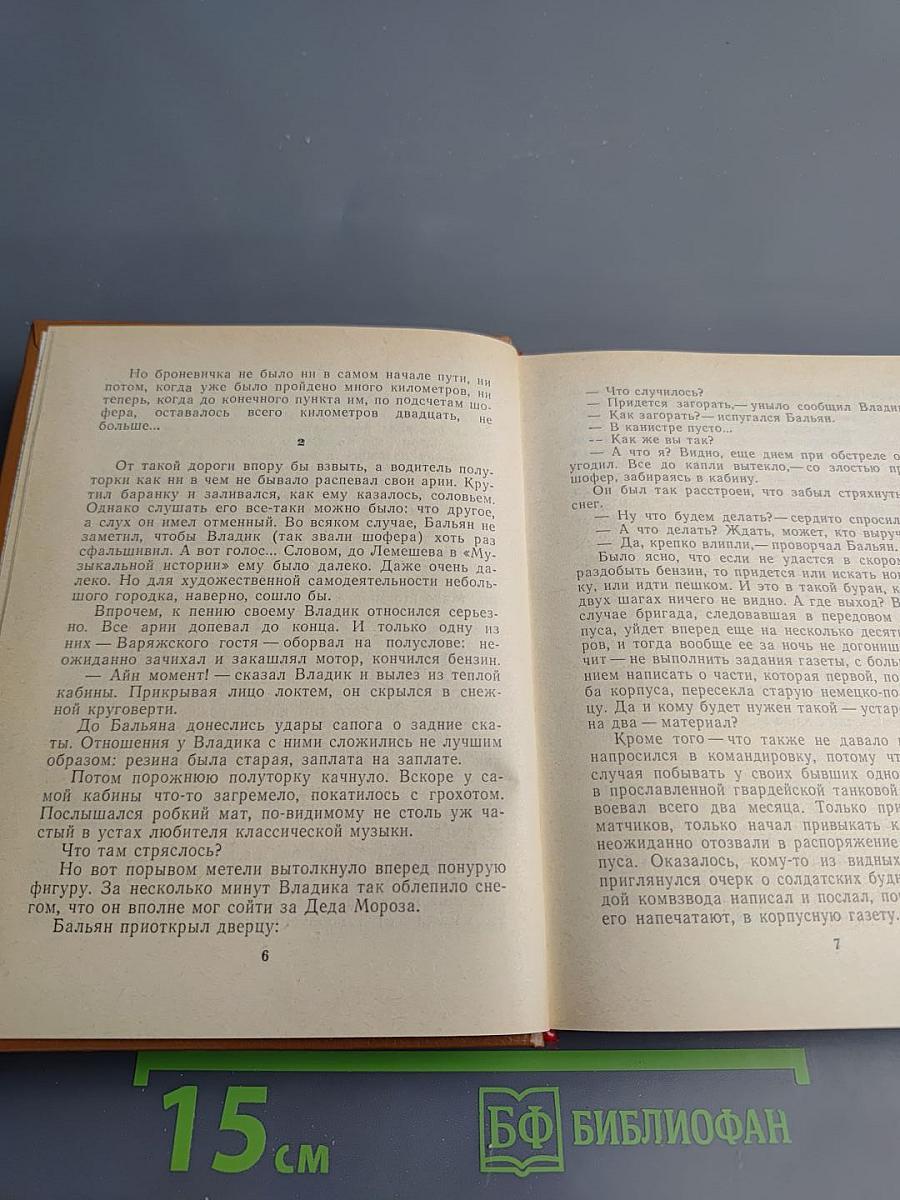 Но броневичка не было ни в самом начале пути, ни
потом, когда уже было пройдено много километров, ни
теперь, когда до конечного пункта им, по подсчетам шо-
фера, оставалось всего километров двадцать, не
больше...
2
От такой дороги впору бы взвыть, а водитель полу-
торки как ни в чем не бывало распевал свои арии. Кру-
тил баранку и заливался, как ему казалось, соловьем.
Однако слушать его все-таки можно было: что другое,
а слух он имел отменный. Во всяком случае, Бальян не
заметил, чтобы Владик (так звали шофера) хоть раз
сфальшивил. А вот голос... Словом, до Лемешева в «Му-
зыкальной истории» ему было далеко. Даже очень да-
леко. Но для художественной самодеятельности неболь-
шого городка, наверно, сошло бы.
Впрочем, к пению своему Владик относился серьез-
но. Все арии допевал до конца. И только одну из
них — Варяжского гостя — оборвал на полуслове: не-
ожиданно зачихал и закашлял мотор, кончился бензин.
— Айн момент! — сказал Владик и вылез из теплой
кабины. Прикрывая лицо локтем, он скрылся в снеж-
ной круговерти.
До Бальяна донеслись удары сапога о задние ска-
ты. Отношения у Владика с ними сложились не лучшим
образом: резина была старая, заплата на заплате.
Потом порожнюю полуторку качнуло. Вскоре у са-
мой кабины что-то загремело, покатилось с грохотом.
Послышался робкий мат, по-видимому не столь уж ча-
стый в устах любителя классической музыки.
Что там стряслось?
Но вот порывом метели вытолкнуло вперед понурую
фигуру. За несколько минут Владика так облепило сне-
гом, что он вполне мог сойти за Деда Мороза.
Бальян приоткрыл дверцу:
6
— Что случилось?
— Придется загорать,— уныло сообщил Владик
— Как загорать?— испугался Бальян.
— В канистре пусто...
— Как же вы так?
— А что я? Видно, еще днем при обстреле о
угодил. Все до капли вытекло,— со злостью пр
шофер, забираясь в кабину.
Он был так расстроен, что забыл стряхнуть
снег.
— Ну что будем делать?— сердито спросил
— А что делать? Ждать, может, кто выруч
— Да, крепко влипли,— проворчал Бальян.
Было ясно, что если не удастся в скором
раздобыть бензин, то придется или искать ноч
ку, или идти пешком. И это в такой буран, к
двух шагах ничего не видно. А где выход? В
случае бригада, следовавшая в передовом
пуса, уйдет вперед еще на несколько десят
ров, и тогда вообще ее за ночь не догониш
чит — не выполнить задания газеты, с боль
нием написать о части, которая первой, по
ба корпуса, пересекла старую немецко-по
цу. Да и кому будет нужен такой — устаре
на два — материал?
Кроме того — что также не давало
напросился в командировку, потому чт
случая побывать у своих бывших одно
в прославленной гвардейской танковой
воевал всего два месяца. Только при
матчиков, только начал привыкать к
неожиданно отозвали в распоряжение
пуса. Оказалось, кому-то из видных
приглянулся очерк о солдатских будн
дой комвзвода написал и послал, по
его напечатают, в корпусную газету.
7
15 см
БФ БИБЛИОФАН